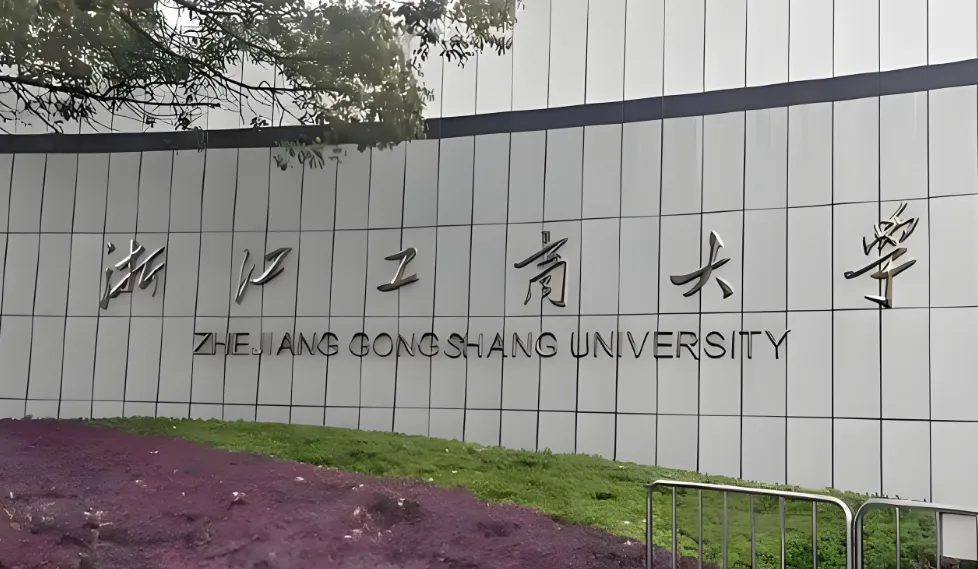 浙江工商大学
ZHEJIANG GONGSHANG UNIVERSITY